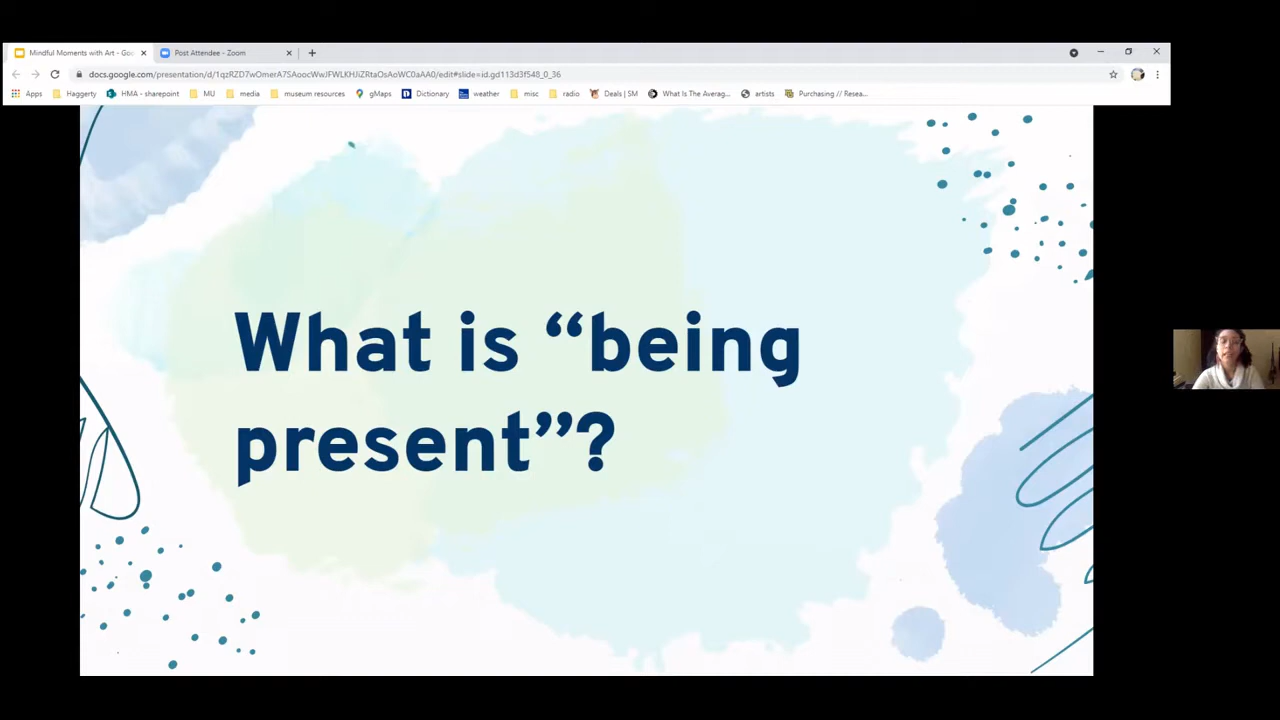 Mindful Moments with Art - Goo
Post Attendee - Zoom
docs.google.com/presentation/d/1qzRZD7wOmerA7SAoocWwJFWLKHJiZRtaOsAoWC0aAA0/edit#slide=id.gd113d3f548_0_36
Apps Haggerty HMA - sharepoint MU media museum resources gMaps Dictionary weather misc radio Deals | SM What Is The Averag... artists Purchasing // Resea...
What is “being
present”?